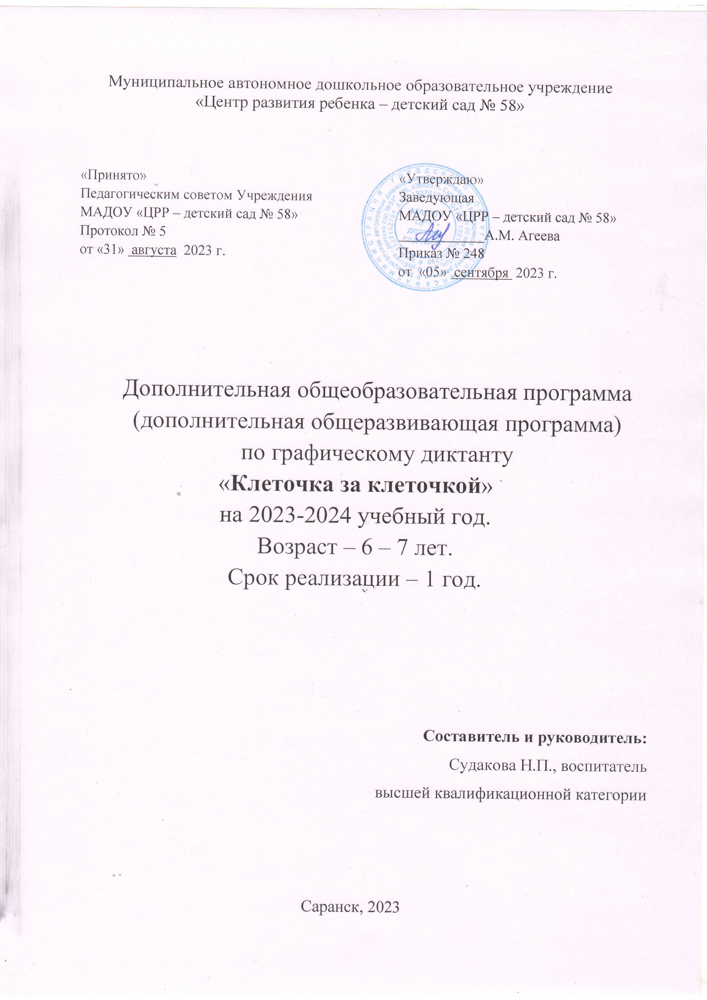 Муниципальное автономное дошкольное образовательное учреждение
«Центр развития ребенка – детский сад № 58»
«Принято»
Педагогическим советом Учреждения
МАДОУ «ЦРР – детский сад № 58»
Протокол № 5
от «31» августа 2023 г.
«Утверждаю»
Заведующая
МАДОУ «ЦРР – детский сад № 58»
____________А.М. Агеева
Приказ № 248
от «05» сентября 2023 г.
Дополнительная общеобразовательная программа
(дополнительная общеразвивающая программа)
по графическому диктанту
«Клеточка за клеточкой»
на 2023-2024 учебный год.
Возраст – 6 – 7 лет.
Срок реализации – 1 год.
Составитель и руководитель:
Судакова Н.П., воспитатель
высшей квалификационной категории
Саранск, 2023